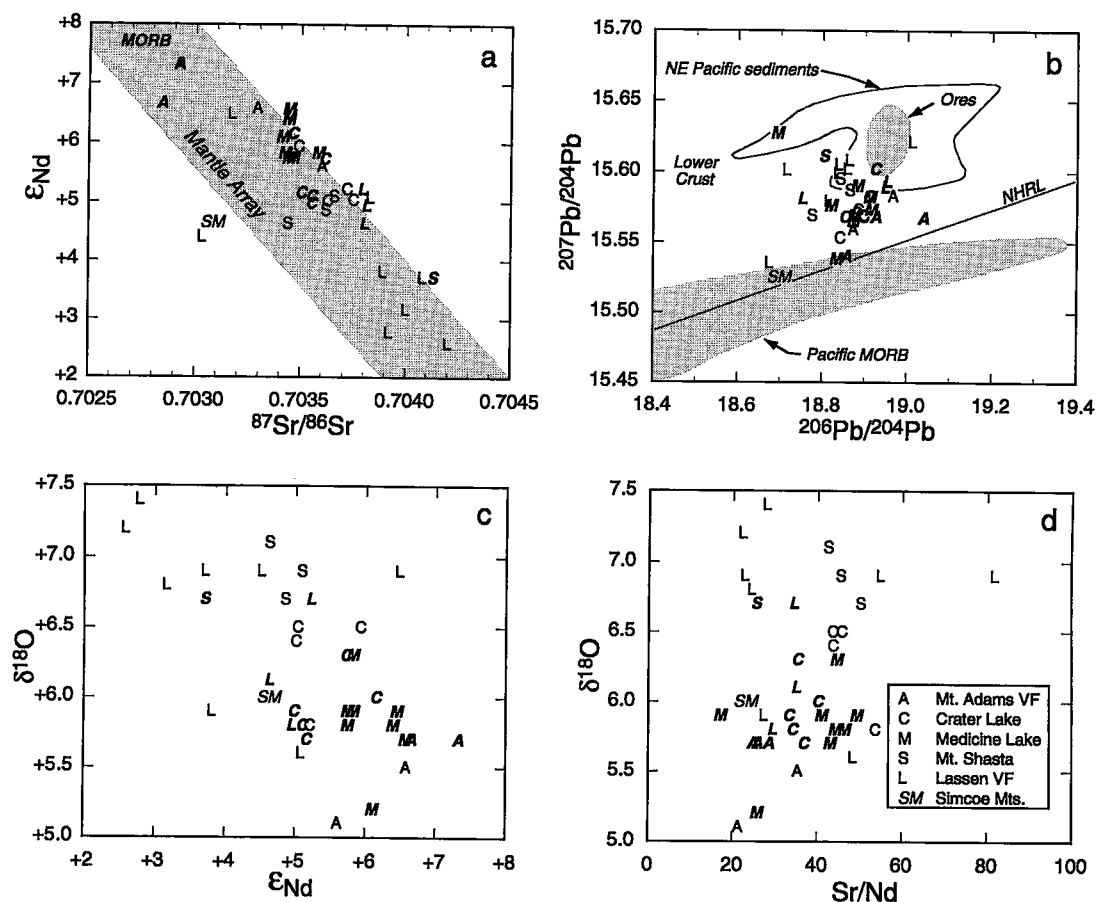 a
+8
+7
+6
+5
+4
+3
+2
εNd
MORB
Mantle Array
A
A
A
L
M
M
C
M
C
M
M
M
C
A
C
C
C
C
S
C
C
L
L
C
S
S
L
SM
L
L
L
S
L
L
L
0.7025
0.7030
0.7035
0.7040
0.7045
87Sr/86Sr
b
15.70
15.65
15.60
15.55
15.50
15.45
207Pb/204Pb
NE Pacific sediments
Ores
Lower
Crust
NHRL
Pacific MORB
SM
18.4
18.6
18.8
19.0
19.2
19.4
206Pb/204Pb
c
+7.5
+7.0
+6.5
+6.0
+5.5
+5.0
δ18O
L
L
S
L
L
L
S
L
L
S
S
L
C
C
C
C
M
L
SM
C
L
C
M
M
M
L
C
C
M
M
C
M
A
A
L
A
M
A
+2
+3
+4
+5
+6
+7
+8
εNd
d
7.5
7.0
6.5
6.0
5.5
5.0
δ18O
L
L
S
L
S
L
L
L
S
L
S
C
C
C
C
M
L
SM
C
M
L
C
M
M
L
C
M
M
C
A
A
A
C
M
L
A
M
A
0
20
40
60
80
100
Sr/Nd
A Mt. Adams VF
C Crater Lake
M Medicine Lake
S Mt. Shasta
L Lassen VF
SM Simcoe Mts.